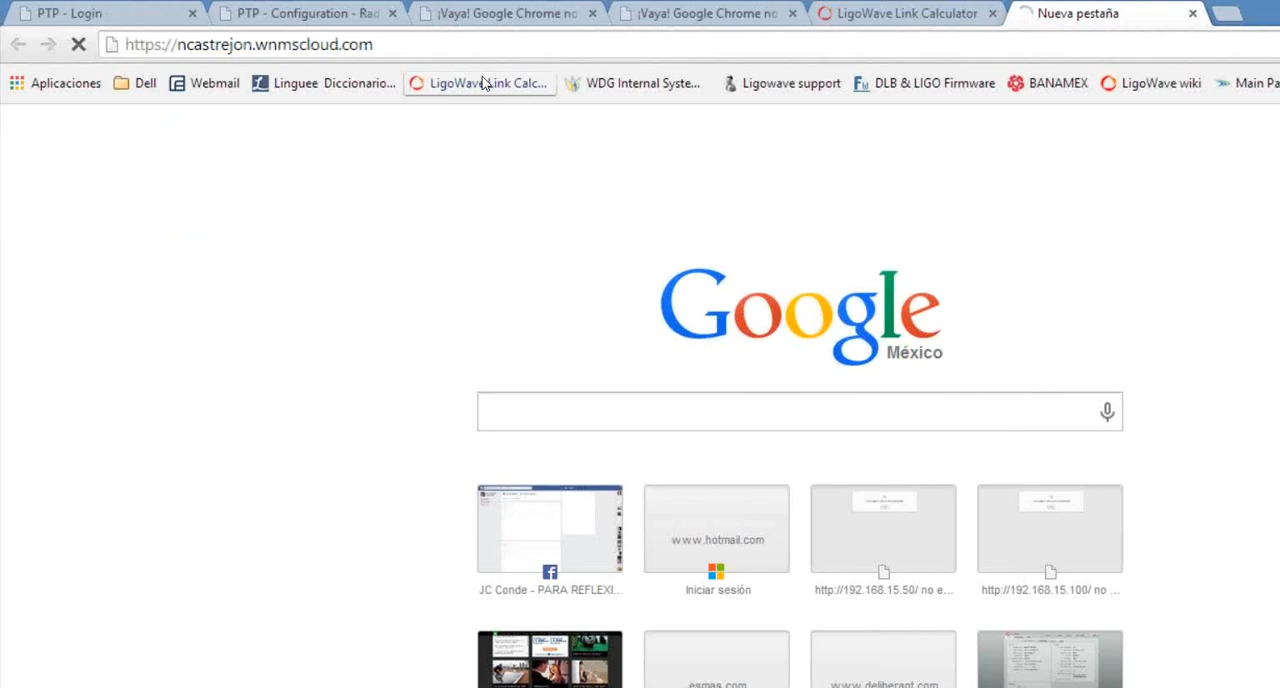 PTP - Login
PTP - Configuration - Rad
¡Vaya! Google Chrome no
¡Vaya! Google Chrome no
LigoWave Link Calculator
Nueva pestaña
https://ncastrejon.wnmscloud.com
Aplicaciones
Dell
Webmail
Linguee Diccionario...
LigoWave Link Calc...
WDG Internal Syste...
Ligowave support
Fw DLB & LIGO Firmware
BANAMEX
LigoWave wiki
Main Pa
Google
México
www.hotmail.com
JC Conde - PARA REFLEXI...
Iniciar sesión
http://192.168.15.50/ no e...
http://192.168.15.100/ no ...
esmas.com
www.deliberant.com